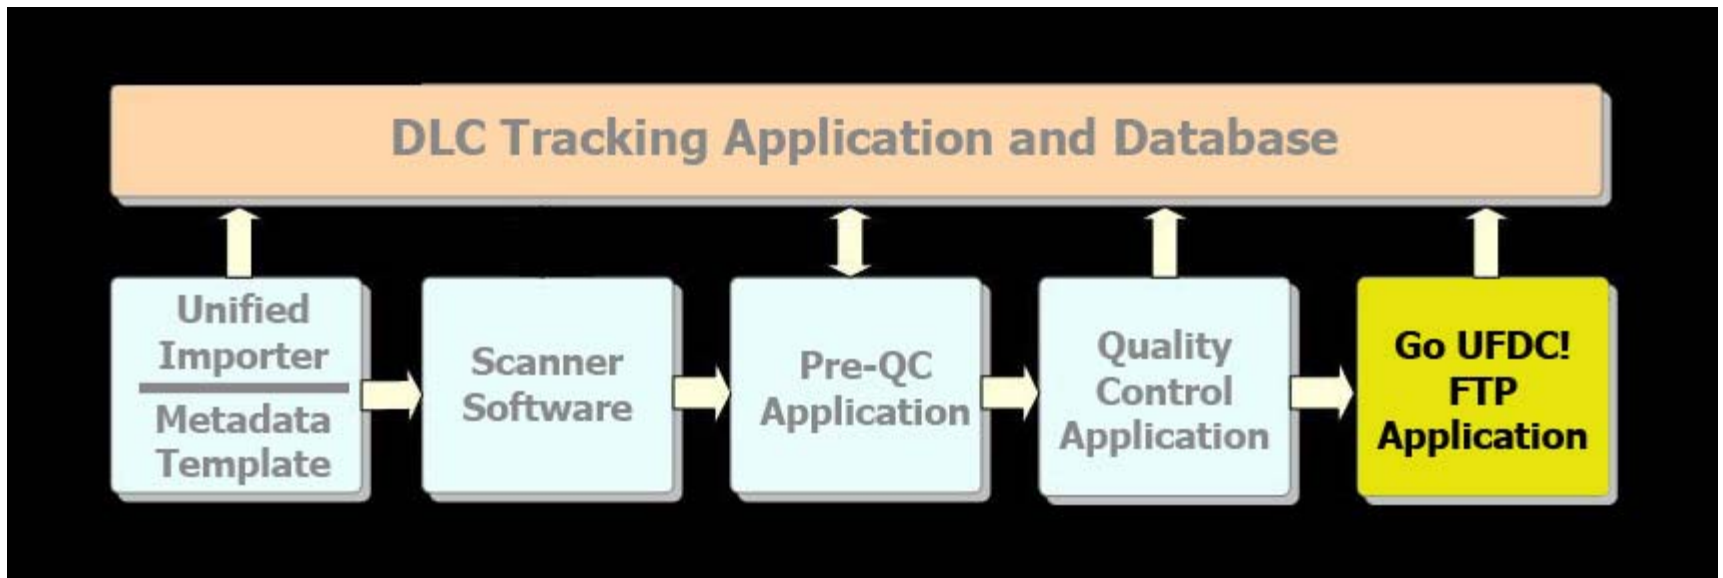 DLC Tracking Application and Database
Unified
Importer
Metadata
Template
Scanner
Software
Pre-QC
Application
Quality
Control
Application
Go UFDC!
FTP
Application